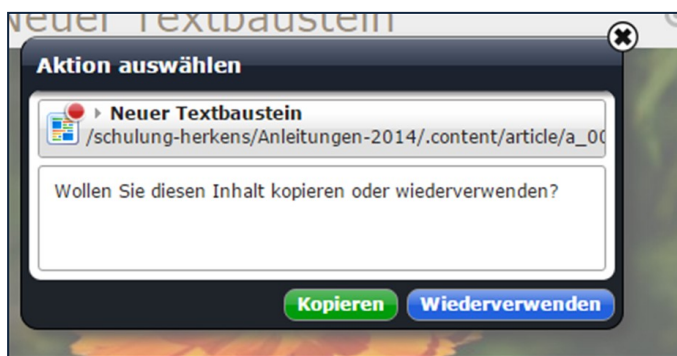 Neuer Textbaustein
Aktion auswählen
Neuer Textbaustein
/schulung-herkens/Anleitungen-2014/.content/article/a_00
Wollen Sie diesen Inhalt kopieren oder wiederverwenden?
Kopieren
Wiederverwenden